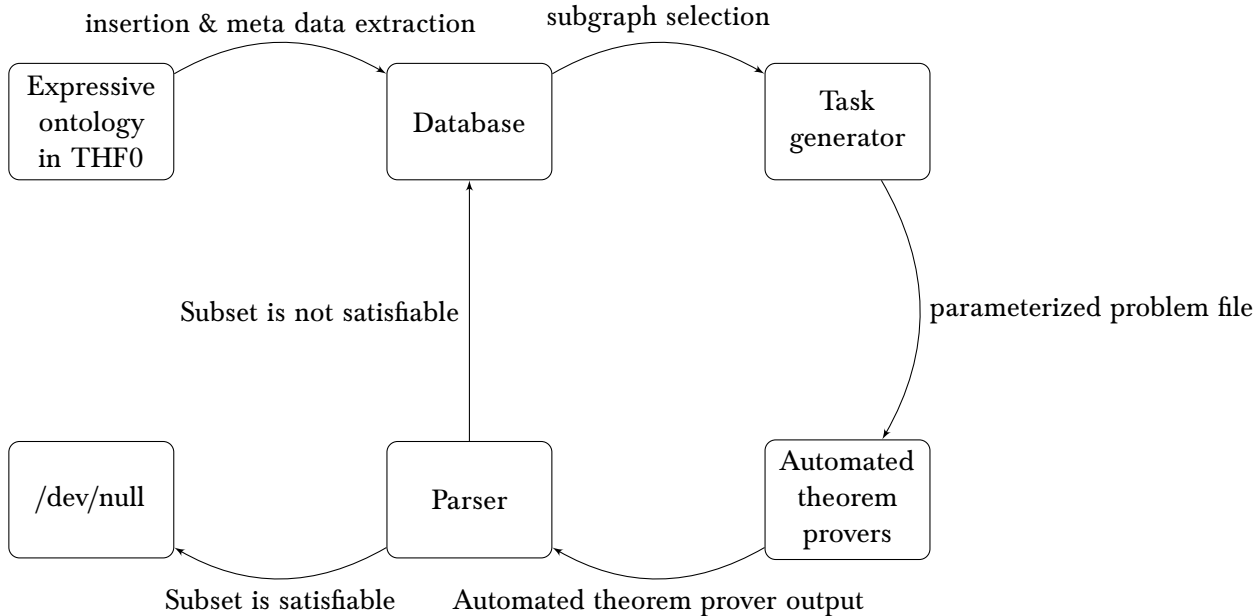 insertion & meta data extraction
subgraph selection
Expressive
ontology
in THF0
Database
Task
generator
Subset is not satisfiable
parameterized problem file
/dev/null
Parser
Automated
theorem
provers
Subset is satisfiable
Automated theorem prover output